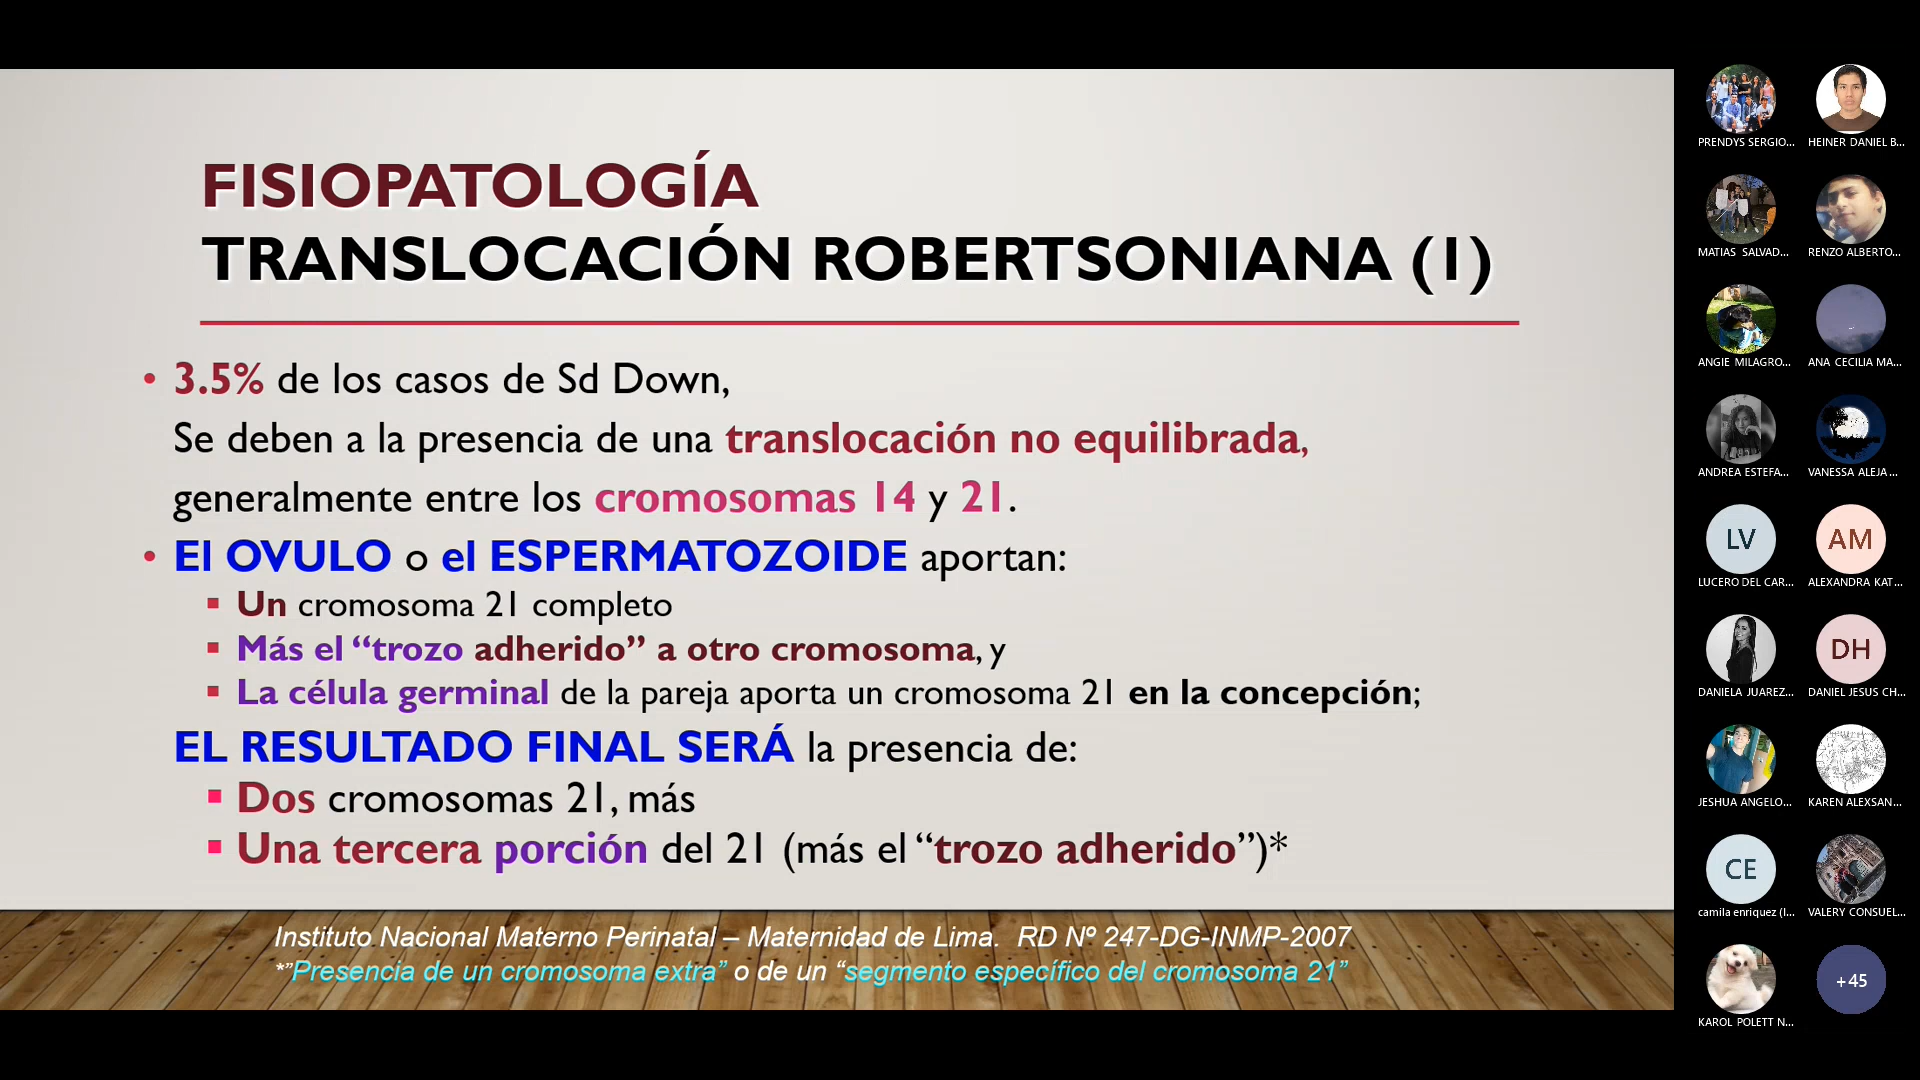 FISIOPATOLOGÍA
TRANSLOCACIÓN ROBERTSONIANA (1)
• 3.5% de los casos de Sd Down,
Se deben a la presencia de una translocación no equilibrada,
generalmente entre los cromosomas 14 y 21.
• El OVULO o el ESPERMATOZOIDE aportan:
▪ Un cromosoma 21 completo
▪ Más el “trozo adherido” a otro cromosoma, y
▪ La célula germinal de la pareja aporta un cromosoma 21 en la concepción;
EL RESULTADO FINAL SERÁ la presencia de:
▪ Dos cromosomas 21, más
▪ Una tercera porción del 21 (más el “trozo adherido”)*
Instituto Nacional Materno Perinatal – Maternidad de Lima. RD Nº 247-DG-INMP-2007
*”Presencia de un cromosoma extra” o de un “segmento específico del cromosoma 21”
PRENDYS SERGIO...
HEINER DANIEL B...
MATIAS SALVAD...
RENZO ALBERTO...
ANGIE MILAGRO...
ANA CECILIA MA...
ANDREA ESTEFA...
VANESSA ALEJA...
LV
AM
LUCERO DEL CAR...
ALEXANDRA KAT...
DH
DANIELA JUAREZ...
DANIEL JESUS CH...
JESHUA ANGELO...
KAREN ALEXSAN...
CE
camila enriquez (I...
VALERY CONSUEL...
+45
KAROL POLETT N...